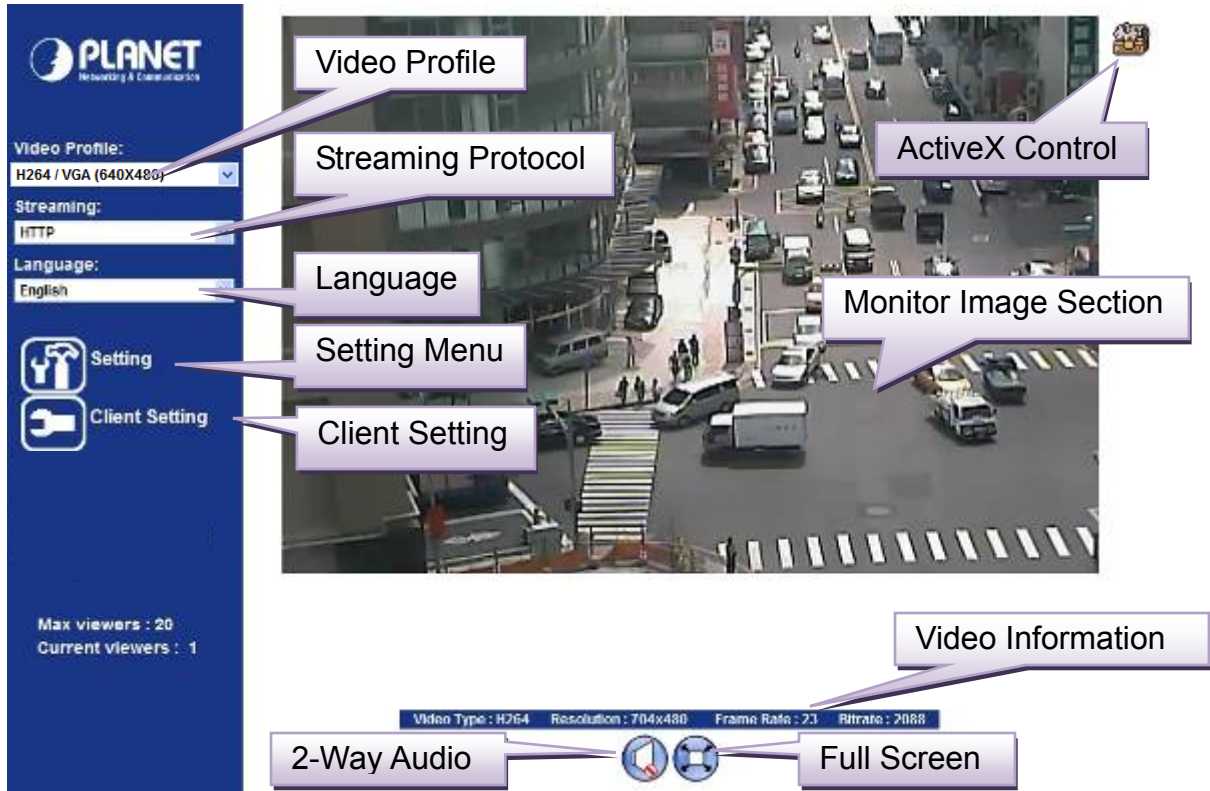 PLANET
Networking & Communication
Video Profile:
H264 / VGA (640X480)
Streaming:
HTTP
Language:
English
Setting
Client Setting
Max viewers : 20
Current viewers : 1
Video Profile
Streaming Protocol
Language
Setting Menu
Client Setting
ActiveX Control
Monitor Image Section
Video Information
Video Type : H264 Resolution : 704x480 Frame Rate : 23 Bitrate : 2088
2-Way Audio
Full Screen